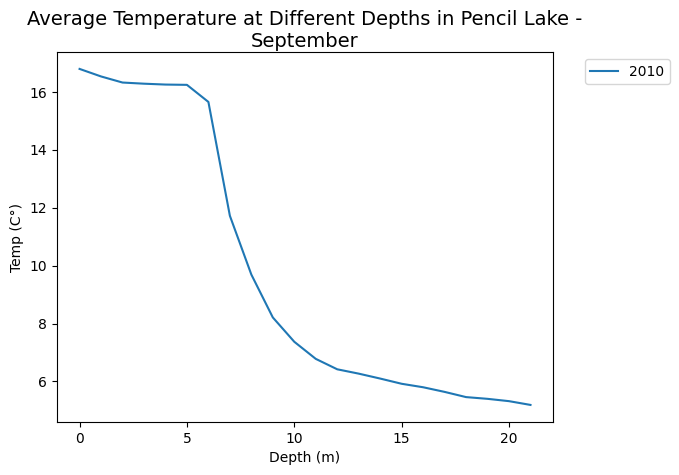 Average Temperature at Different Depths in Pencil Lake -
September
2010
16
14
12
10
8
6
Temp (C°)
0 5 10 15 20
Depth (m)